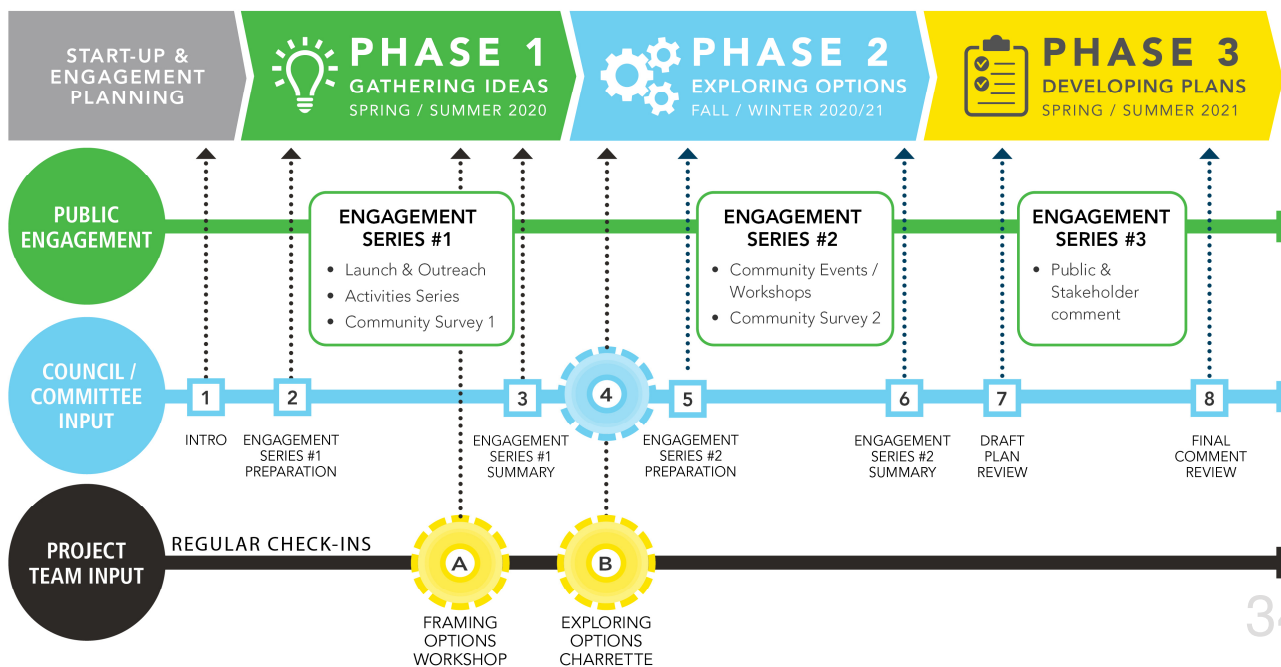 START-UP &
ENGAGEMENT
PLANNING
PHASE 1
GATHERING IDEAS
SPRING / SUMMER 2020
PHASE 2
EXPLORING OPTIONS
FALL / WINTER 2020/21
PHASE 3
DEVELOPING PLANS
SPRING / SUMMER 2021
PUBLIC
ENGAGEMENT
ENGAGEMENT
SERIES #1
• Launch & Outreach
• Activities Series
• Community Survey 1
ENGAGEMENT
SERIES #2
• Community Events /
Workshops
• Community Survey 2
ENGAGEMENT
SERIES #3
• Public &
Stakeholder
comment
COUNCIL /
COMMITTEE
INPUT
1
INTRO
2
ENGAGEMENT
SERIES #1
PREPARATION
3
ENGAGEMENT
SERIES #1
SUMMARY
4
5
ENGAGEMENT
SERIES #2
PREPARATION
6
ENGAGEMENT
SERIES #2
SUMMARY
7
DRAFT
PLAN
REVIEW
8
FINAL
COMMENT
REVIEW
PROJECT
TEAM INPUT
REGULAR CHECK-INS
A
FRAMING
OPTIONS
WORKSHOP
B
EXPLORING
OPTIONS
CHARRETTE
34